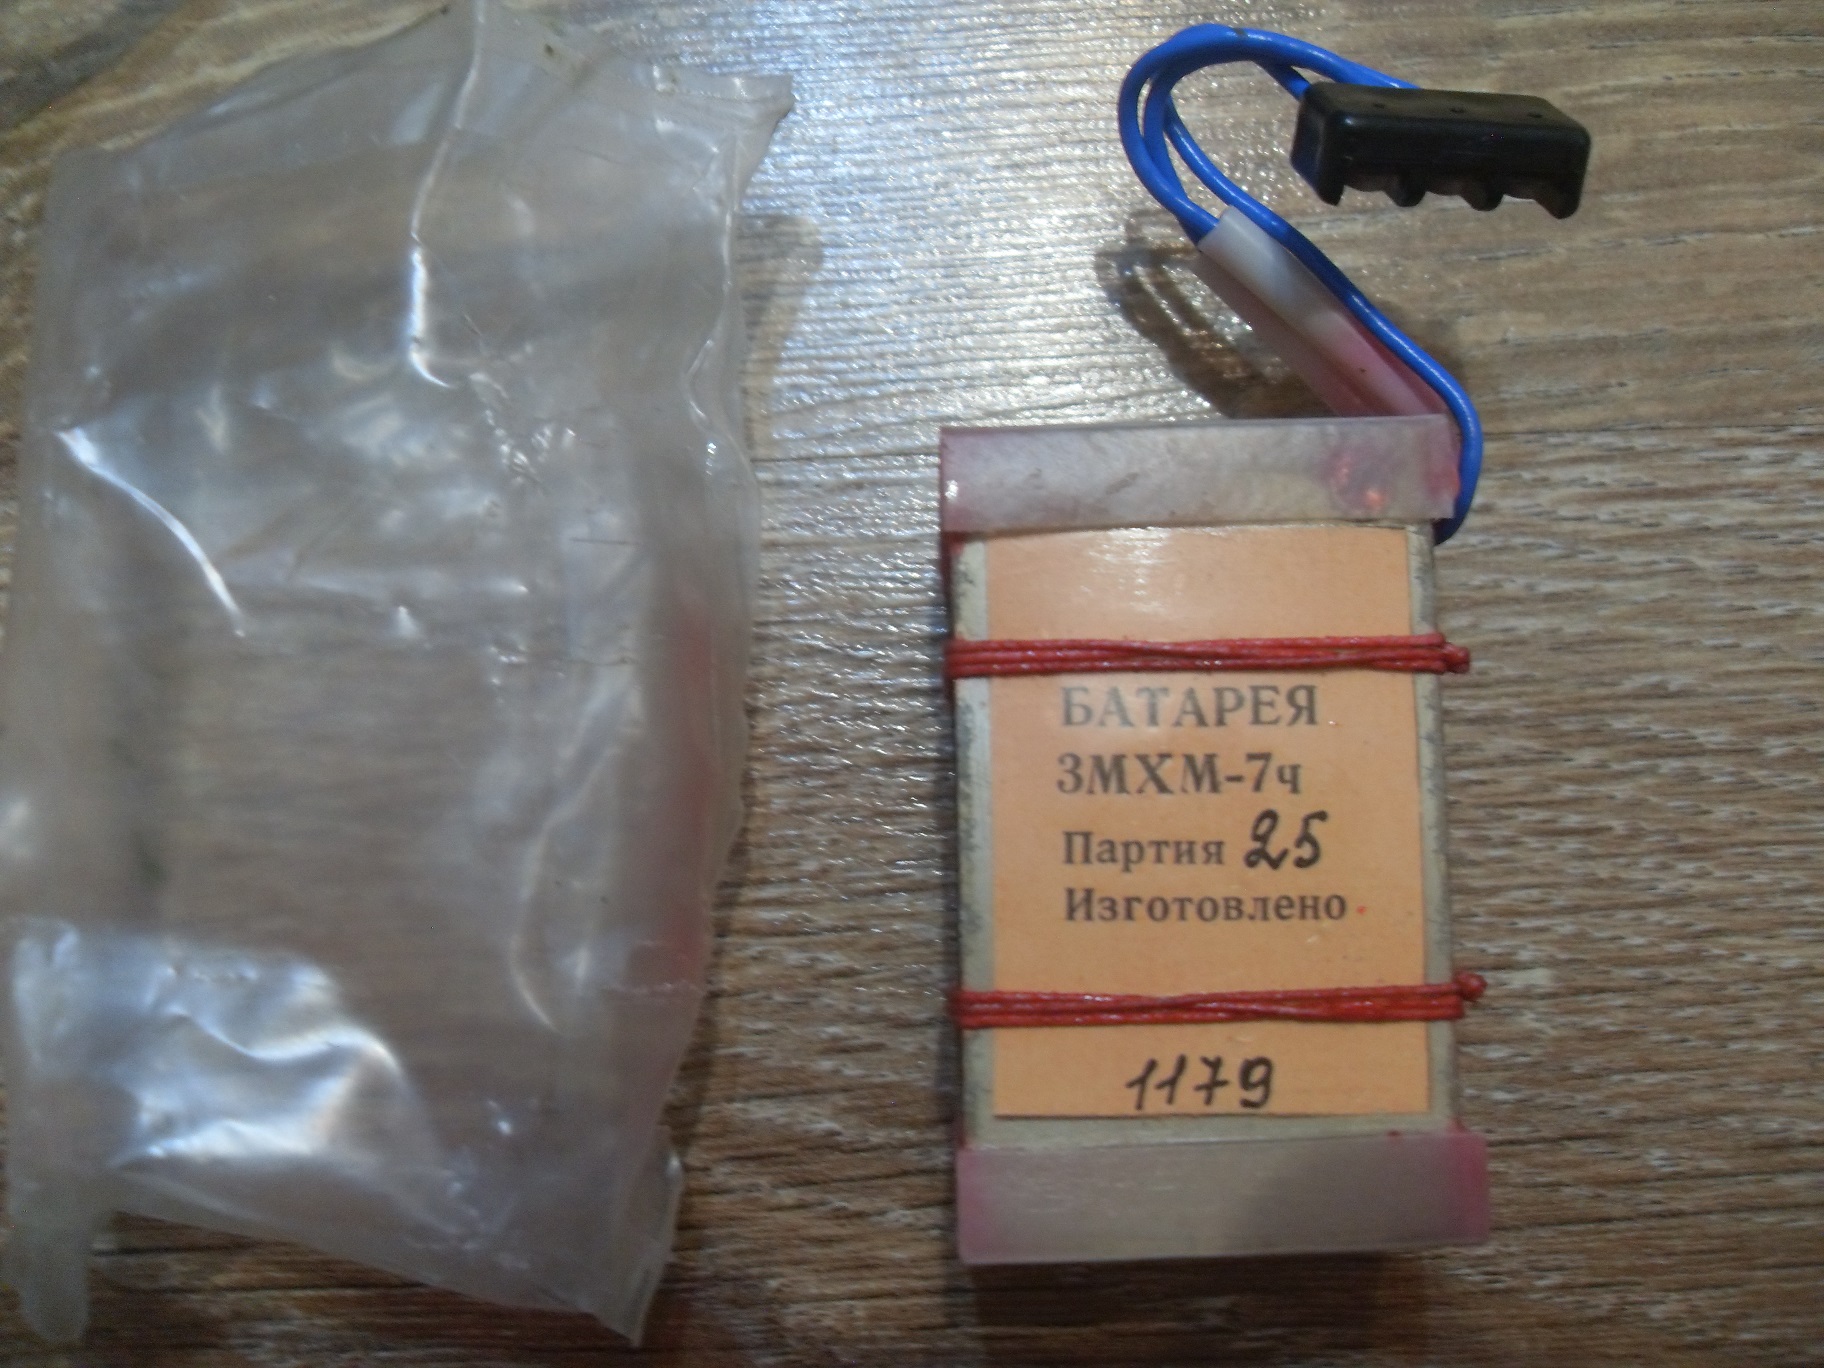 БАТАРЕЯ
3МХМ-7ч
Партия 25
Изготовлено
1179